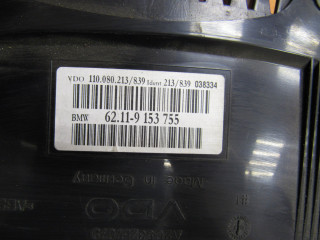 VDO 110.080.213/839 Ident 213/839 038334
BMW 62.11-9 153 755
Made in Germany
VDO